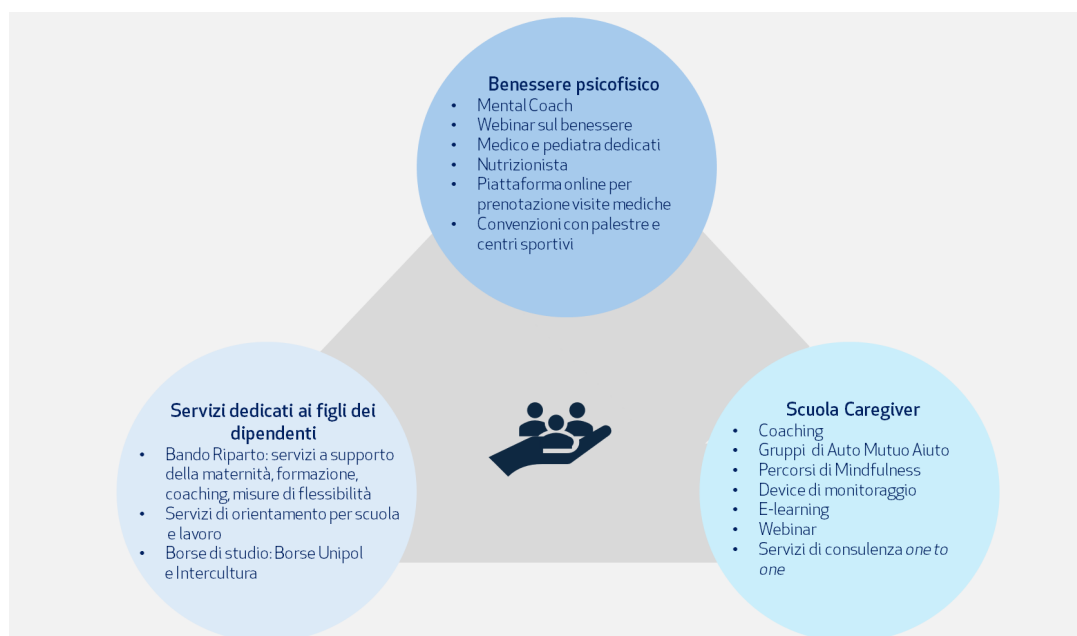 Benessere psicofisico
• Mental Coach
• Webinar sul benessere
• Medico e pediatra dedicati
• Nutrizionista
• Piattaforma online per
prenotazione visite mediche
• Convenzioni con palestre e
centri sportivi
Servizi dedicati ai figli dei
dipendenti
• Bando Riparto: servizi a supporto
della maternità, formazione,
coaching, misure di flessibilità
• Servizi di orientamento per scuola
e lavoro
• Borse di studio: Borse Unipol
e Intercultura
Scuola Caregiver
• Coaching
• Gruppi di Auto Mutuo Aiuto
• Percorsi di Mindfulness
• Device di monitoraggio
• E-learning
• Webinar
• Servizi di consulenza one to
one